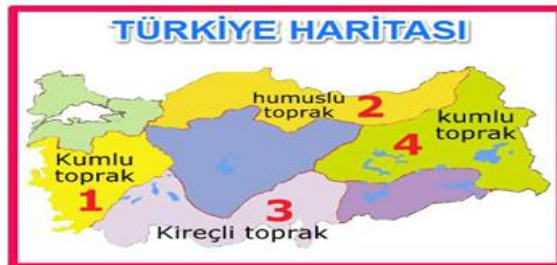 TÜRKİYE HARİTASI
humuslu
toprak 2
kumlu
toprak
4
Kumlu
toprak
1
3
Kireçli toprak